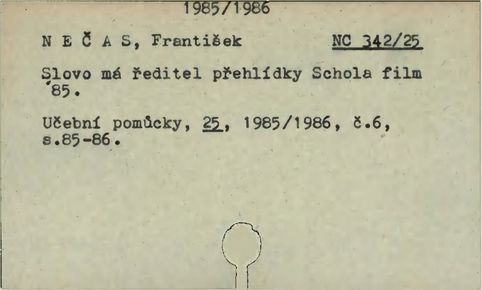 1985/1986
N E Č A S, František NC 342/25
Slovo má ředitel přehlídky Schola film
'85.
Učební pomůcky, 25, 1985/1986, č.6,
s.85-86.